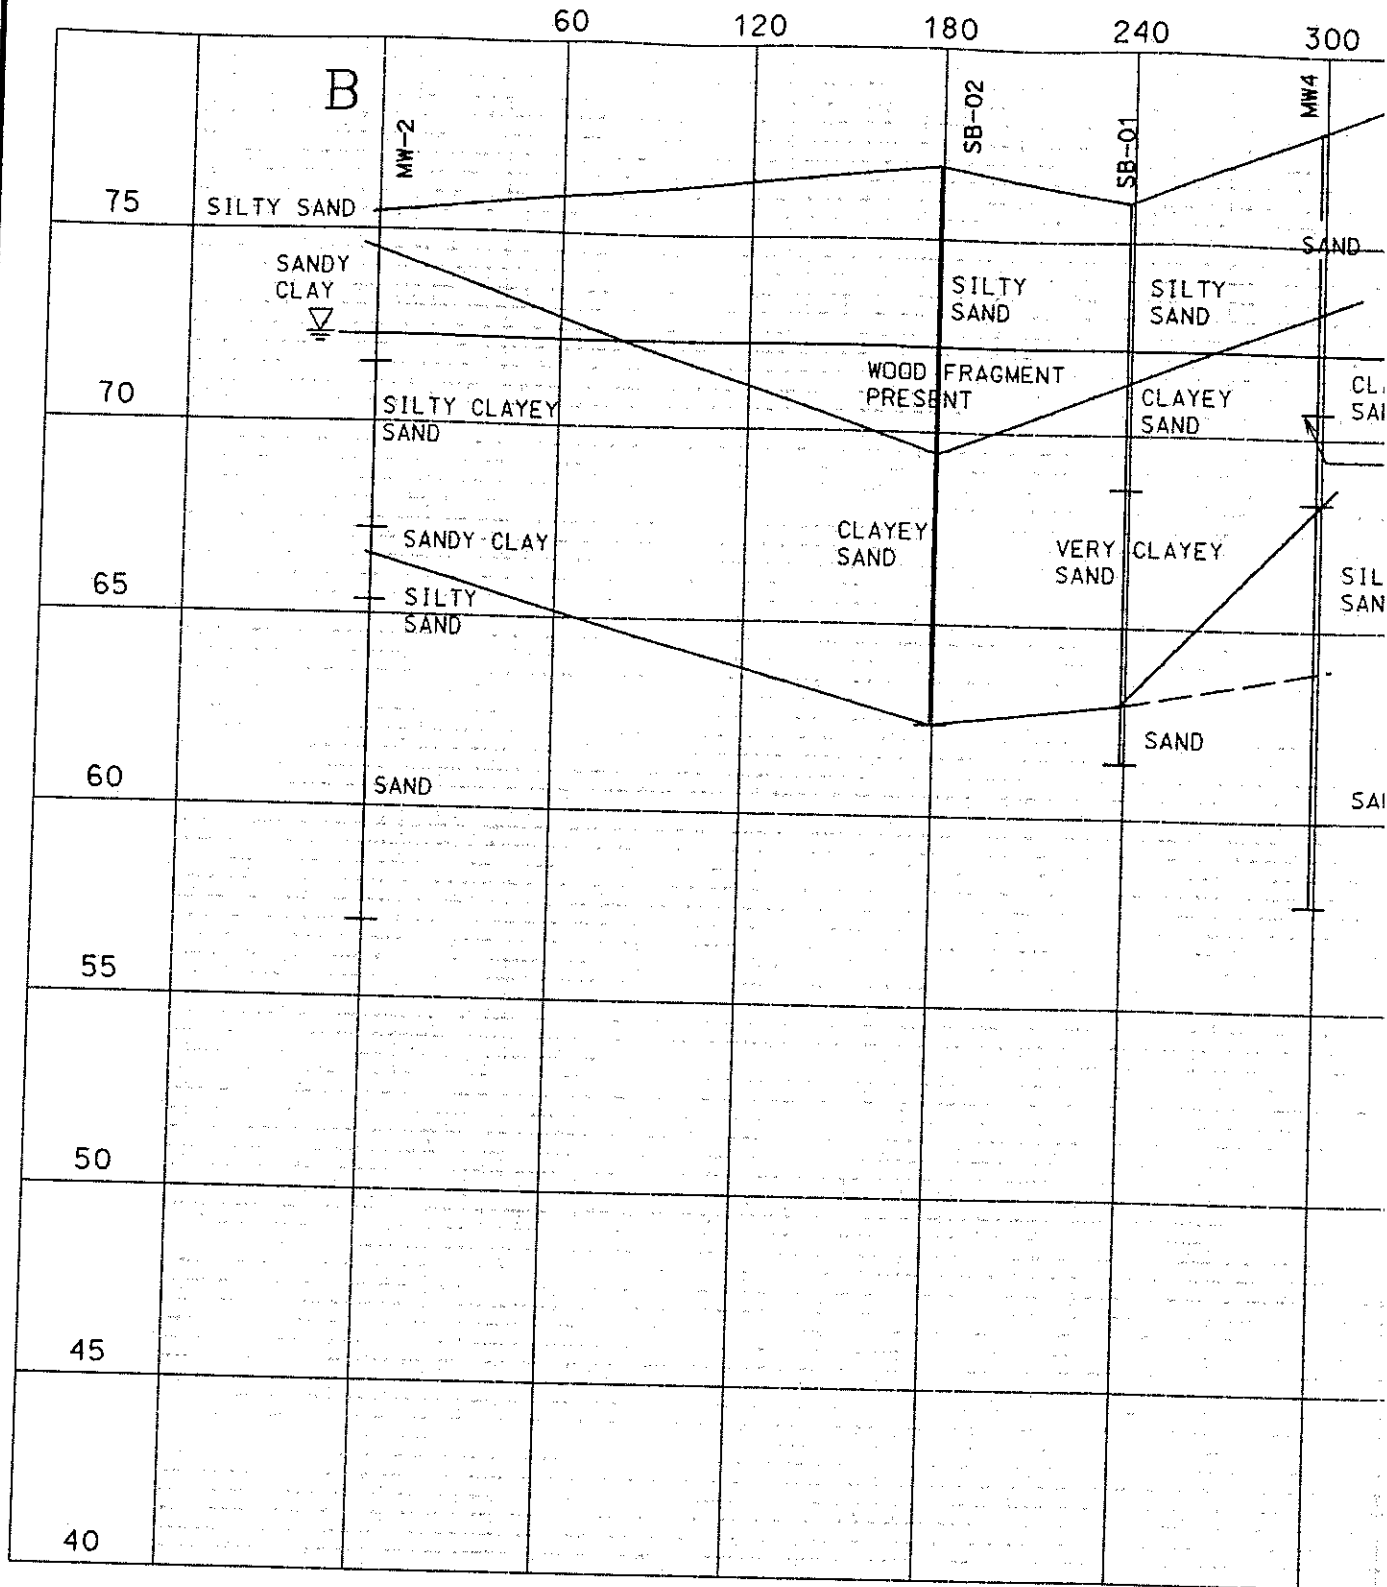 60 120 180 240 300
B
MW-2
SB-02
SB-01
MW4
75
SILTY SAND
SAND
SANDY
CLAY
SILTY
SAND
SILTY
SAND
WOOD FRAGMENT
PRESENT
70
SILTY CLAYEY
SAND
CLAYEY
SAND
SANDY CLAY
CLAYEY
SAND
VERY CLAYEY
SAND
65
SILTY
SAND
SAND
60
SAND
55
50
45
40